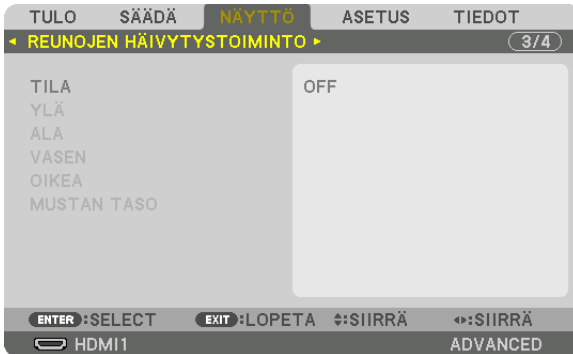 TULO SÄÄDÄ NÄYTTÖ ASETUS TIEDOT
REUNOJEN HÄIVYTYSTOIMINTO 3/4
TILA OFF
YLÄ
ALA
VASEN
OIKEA
MUSTAN TASO
ENTER :SELECT EXIT :LOPETA :SIIRRÄ :SIIRRÄ
HDMI1 ADVANCED